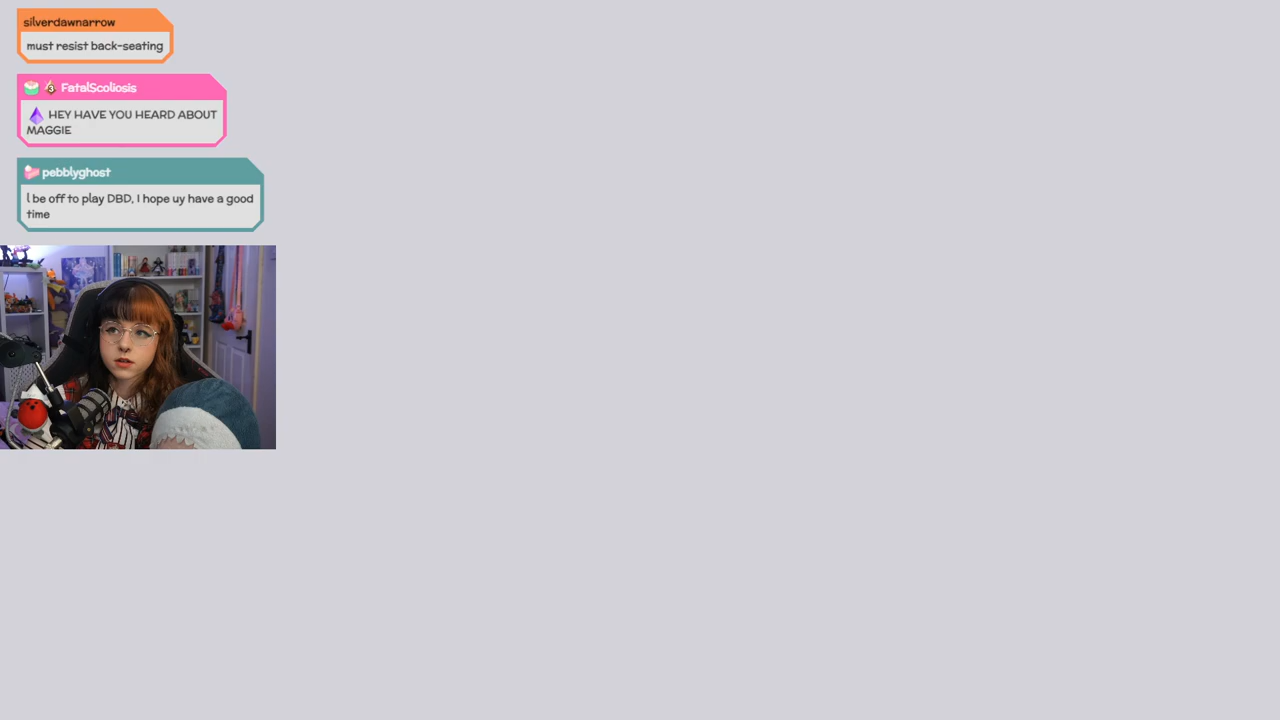 silverdawnarrow
must resist back-seating
FatalScoliosis
HEY HAVE YOU HEARD ABOUT
MAGGIE
pebblyghost
l be off to play DBD, I hope uy have a good
time